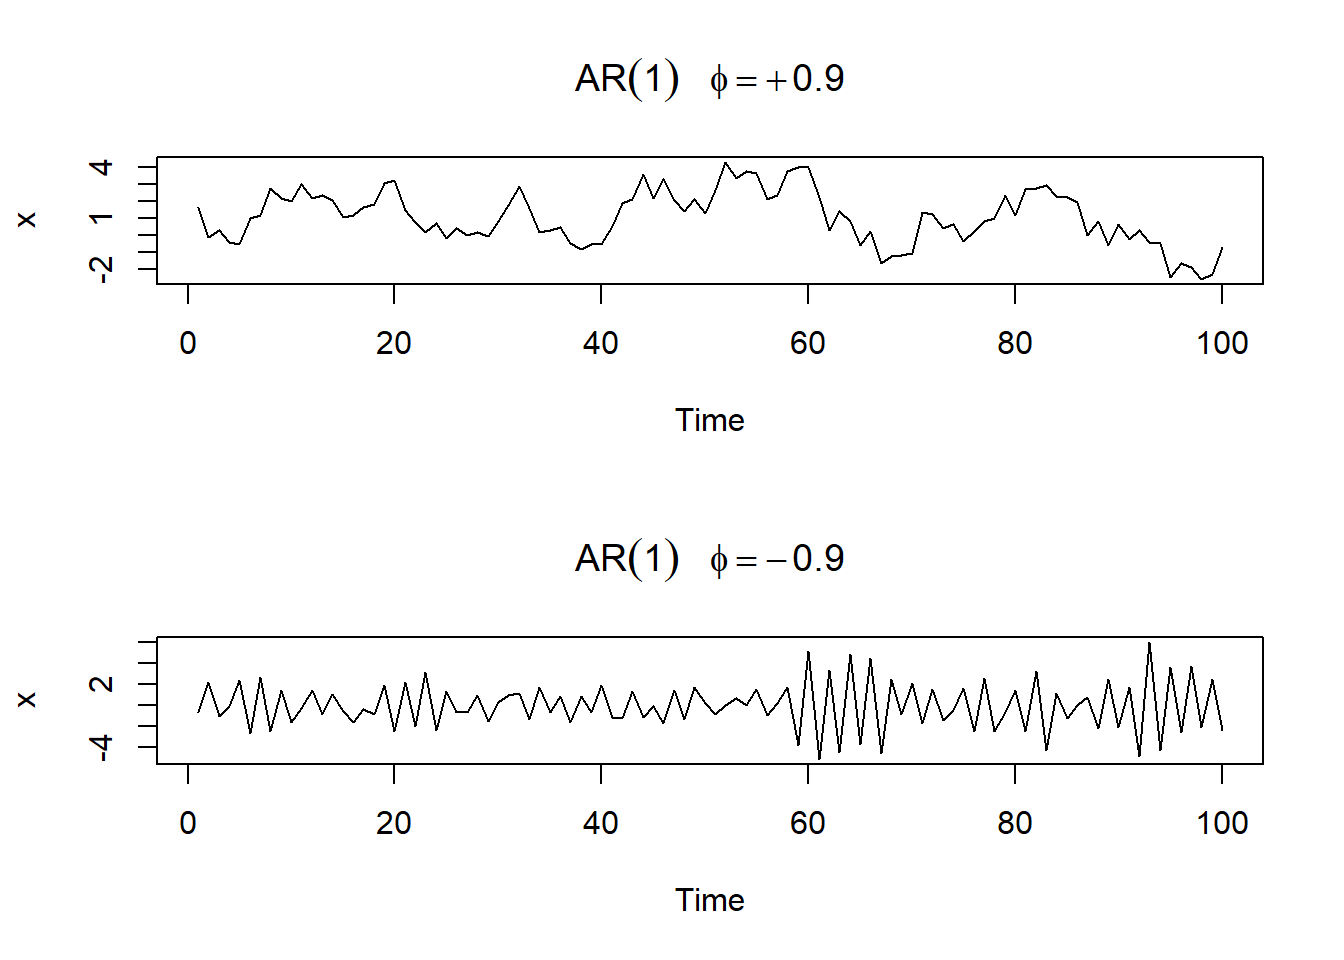 AR(1) ϕ = +0.9
x
4
1
-2
0 20 40 60 80 100
Time
AR(1) ϕ = −0.9
x
2
-4
0 20 40 60 80 100
Time